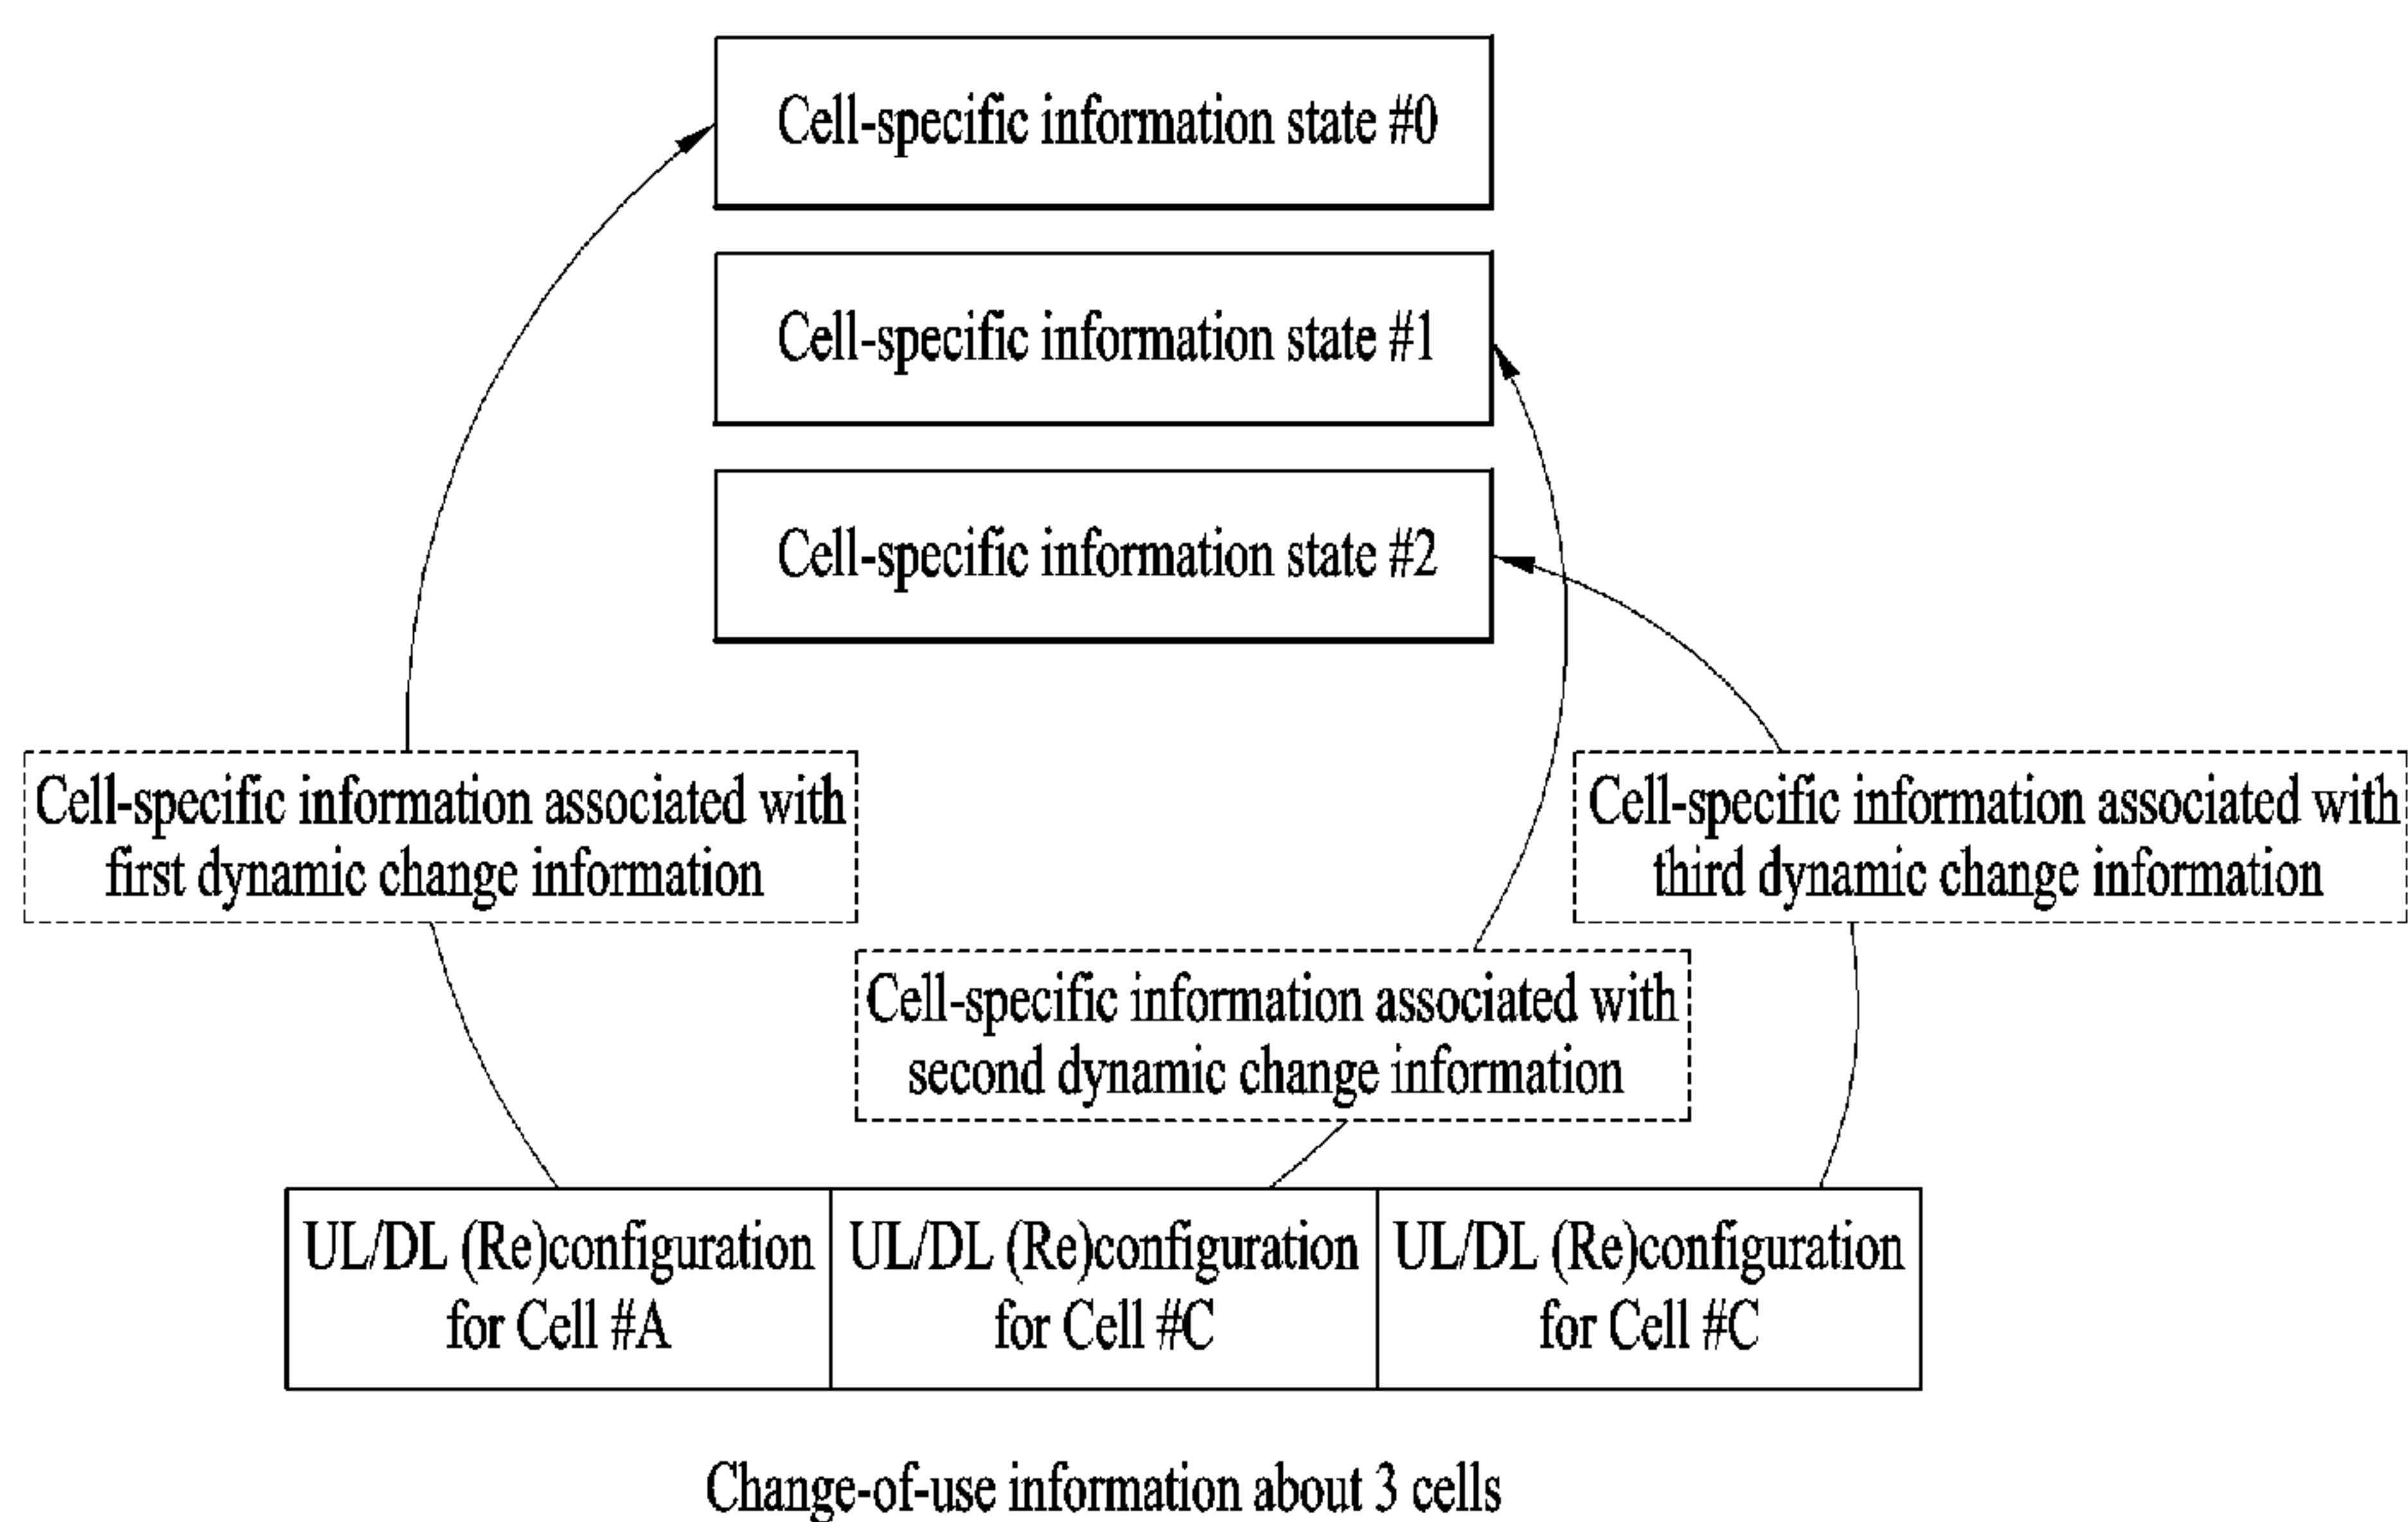 Cell-specific information state #0
Cell-specific information state #1
Cell-specific information state #2
Cell-specific information associated with
first dynamic change information
Cell-specific information associated with
third dynamic change information
Cell-specific information associated with
second dynamic change information
UL/DL (Re)configuration
for Cell #A
UL/DL (Re)configuration
for Cell #C
UL/DL (Re)configuration
for Cell #C
Change-of-use information about 3 cells